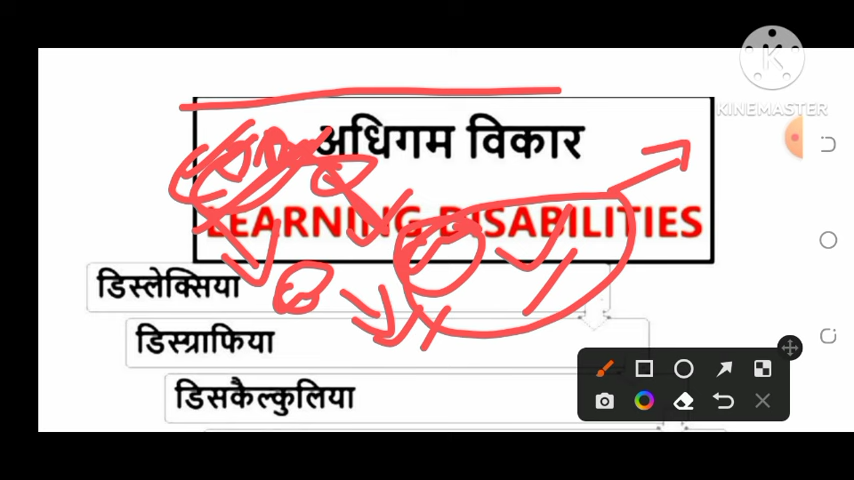 KINEMASTER
अधिगम विकार
LEARNING DISABILITIES
डिस्लेक्सिया
डिस्ग्राफिया
डिसकैल्कुलिया